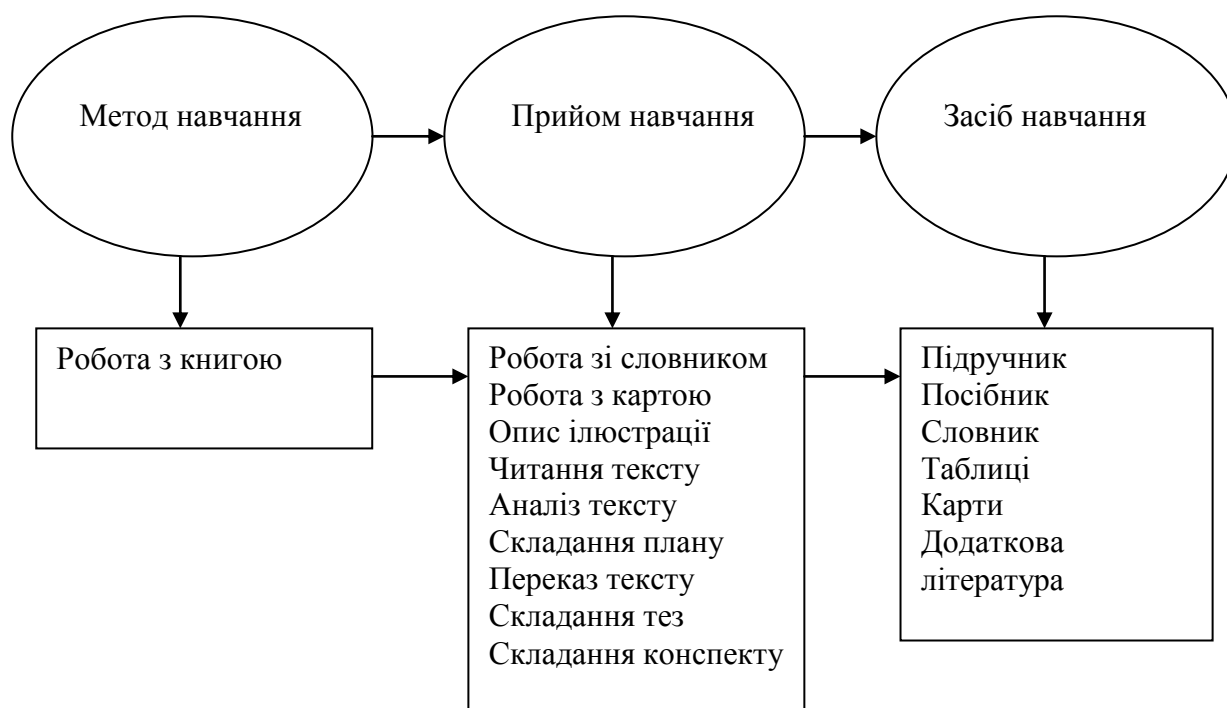 Метод навчання
Прийом навчання
Засіб навчання
Робота з книгою
Робота зі словником
Робота з картою
Опис ілюстрації
Читання тексту
Аналіз тексту
Складання плану
Переказ тексту
Складання тез
Складання конспекту
Підручник
Посібник
Словник
Таблиці
Карти
Додаткова
література